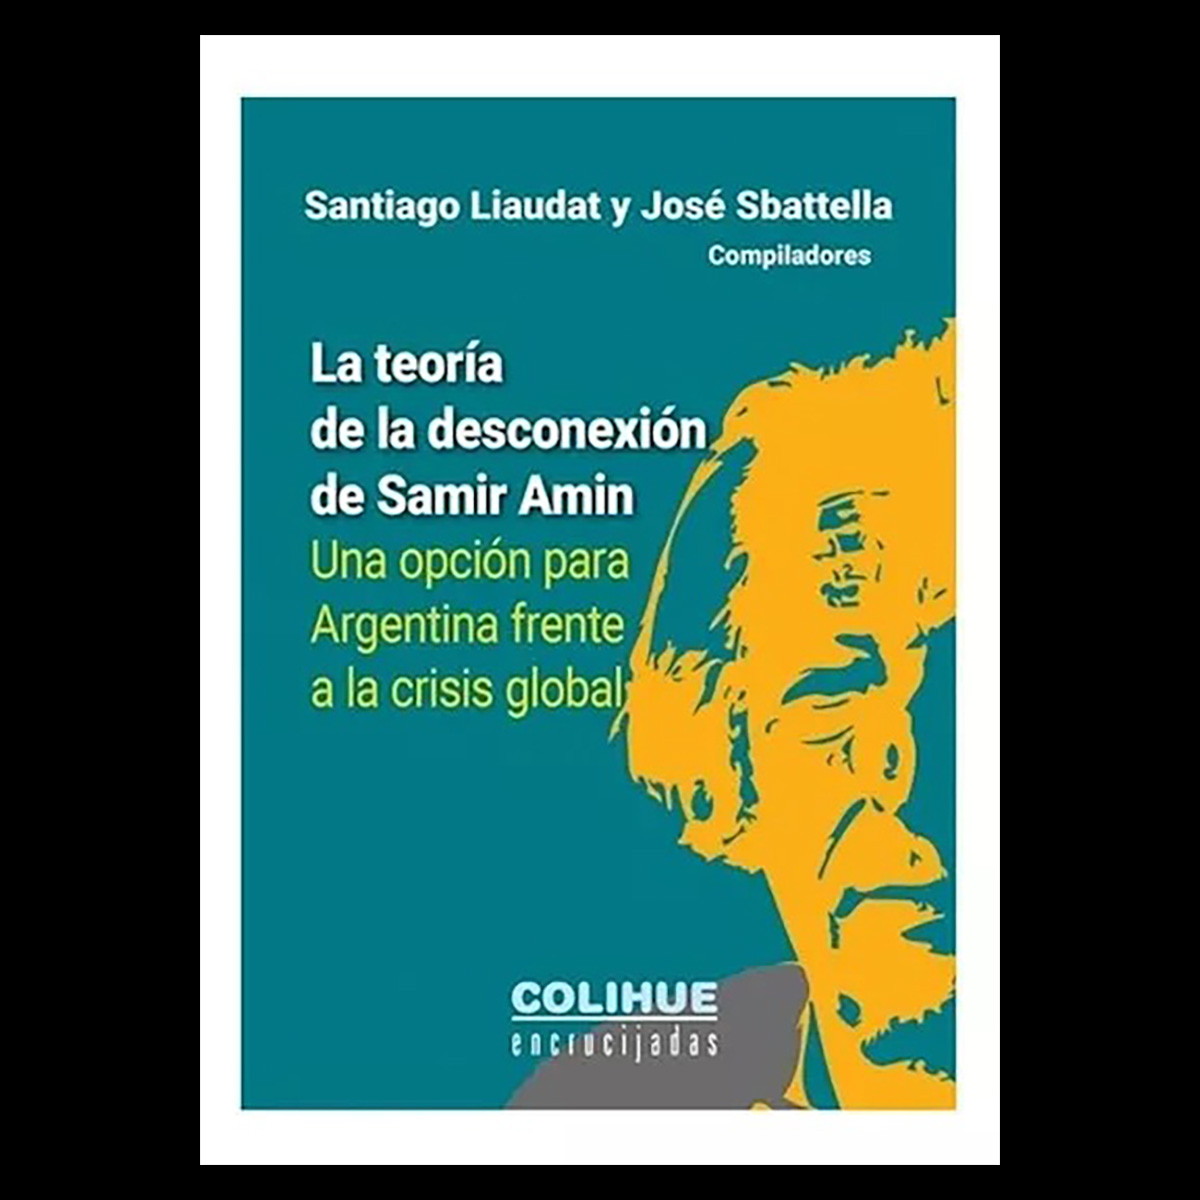 Santiago Liaudat y José Sbattella
Compiladores
La teoría
de la desconexión
de Samir Amin
Una opción para
Argentina frente
a la crisis global
COLIHUE
encrucijadas